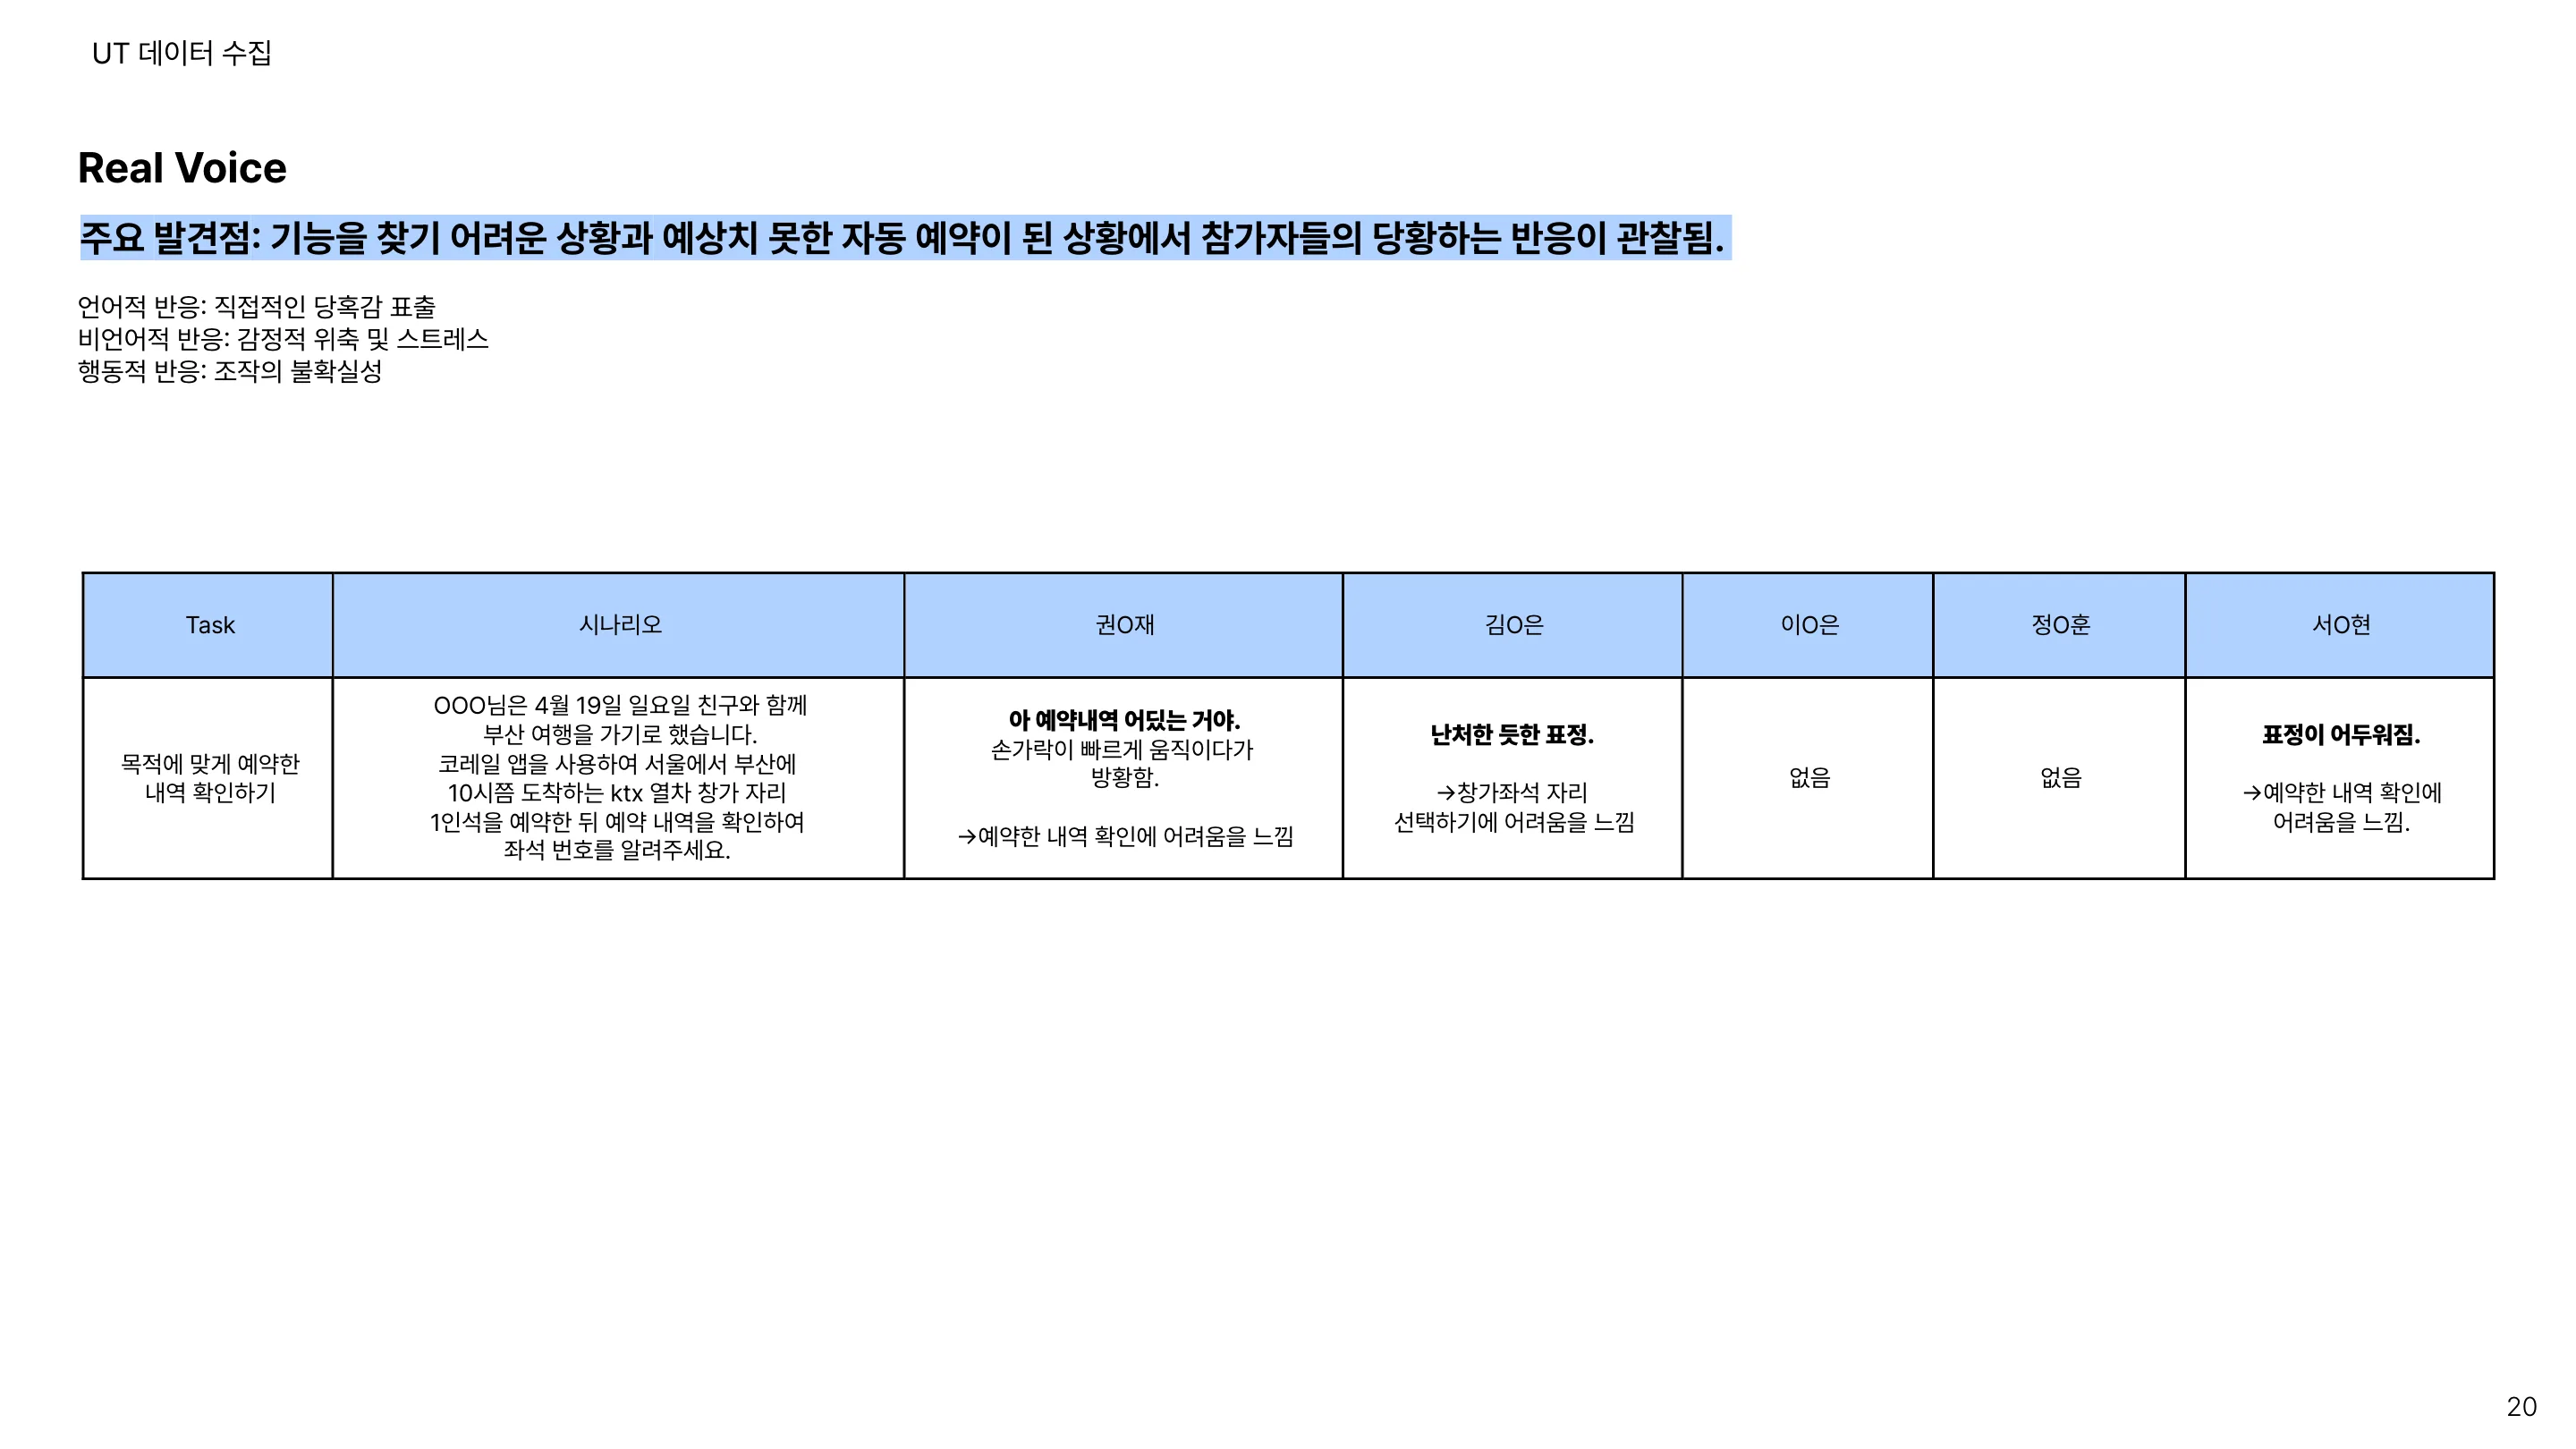 UT 데이터 수집
Real Voice
주요 발견점: 기능을 찾기 어려운 상황과 예상치 못한 자동 예약이 된 상황에서 참가자들의 당황하는 반응이 관찰됨.
언어적 반응: 직접적인 당혹감 표출
비언어적 반응: 감정적 위축 및 스트레스
행동적 반응: 조작의 불확실성
Task
시나리오
권O재
김O은
이O은
정O훈
서O현
목적에 맞게 예약한
내역 확인하기
OOO님은 4월 19일 일요일 친구와 함께
부산 여행을 가기로 했습니다.
코레일 앱을 사용하여 서울에서 부산에
10시쯤 도착하는 ktx 열차 창가 자리
1인석을 예약한 뒤 예약 내역을 확인하여
좌석 번호를 알려주세요.
아 예약내역 어딨는 거야.
손가락이 빠르게 움직이다가
방황함.
→예약한 내역 확인에 어려움을 느낌
난처한 듯한 표정.
→창가좌석 자리
선택하기에 어려움을 느낌
없음
없음
표정이 어두워짐.
→예약한 내역 확인에
어려움을 느낌.
20